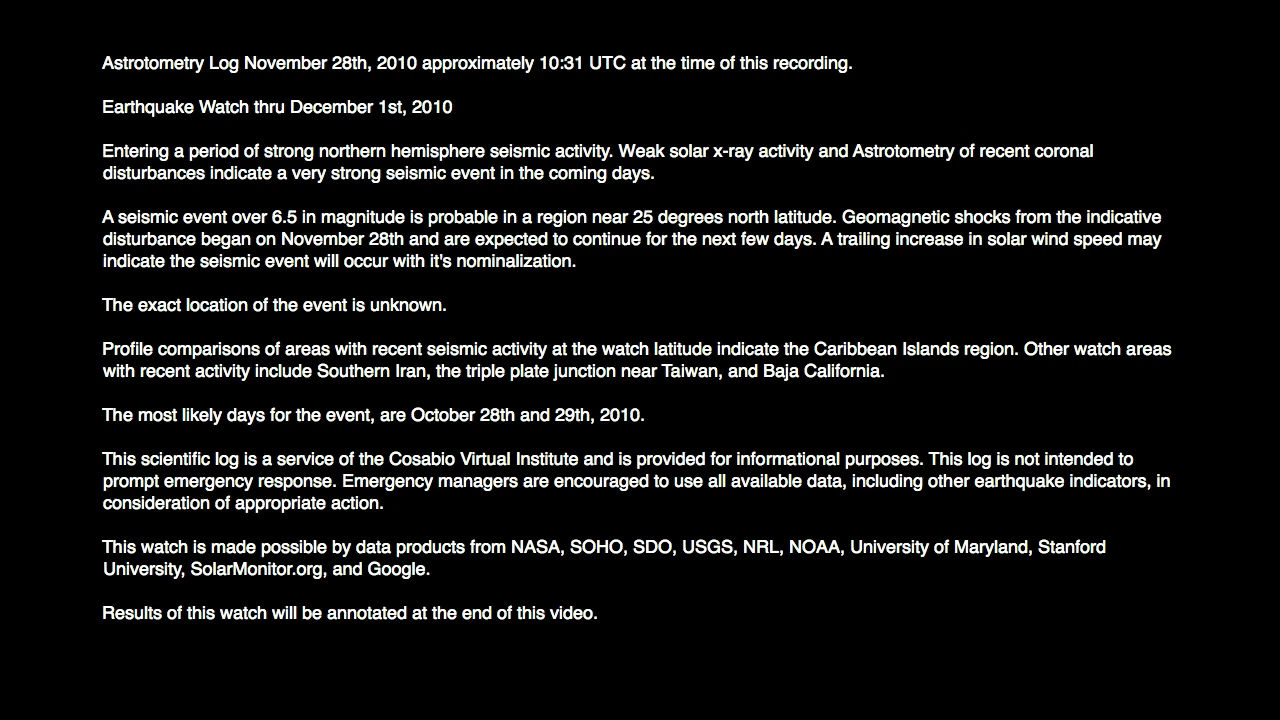 Astrotometry Log November 28th, 2010 approximately 10:31 UTC at the time of this recording.
Earthquake Watch thru December 1st, 2010
Entering a period of strong northern hemisphere seismic activity. Weak solar x-ray activity and Astrotometry of recent coronal
disturbances indicate a very strong seismic event in the coming days.
A seismic event over 6.5 in magnitude is probable in a region near 25 degrees north latitude. Geomagnetic shocks from the indicative
disturbance began on November 28th and are expected to continue for the next few days. A trailing increase in solar wind speed may
indicate the seismic event will occur with it's nominalization.
The exact location of the event is unknown.
Profile comparisons of areas with recent seismic activity at the watch latitude indicate the Caribbean Islands region. Other watch areas
with recent activity include Southern Iran, the triple plate junction near Taiwan, and Baja California.
The most likely days for the event, are October 28th and 29th, 2010.
This scientific log is a service of the Cosabio Virtual Institute and is provided for informational purposes. This log is not intended to
prompt emergency response. Emergency managers are encouraged to use all available data, including other earthquake indicators, in
consideration of appropriate action.
This watch is made possible by data products from NASA, SOHO, SDO, USGS, NRL, NOAA, University of Maryland, Stanford
University, SolarMonitor.org, and Google.
Results of this watch will be annotated at the end of this video.